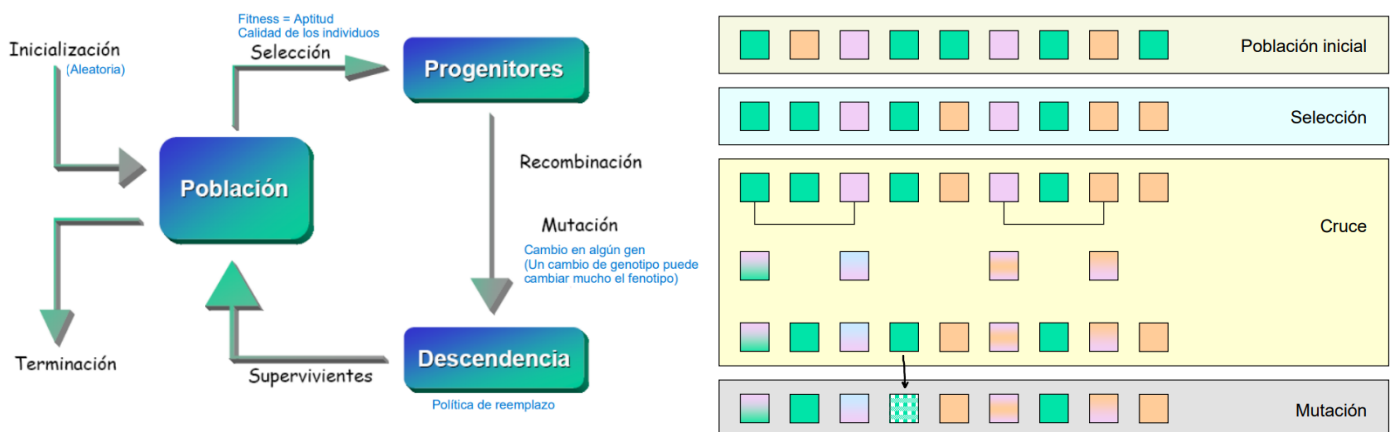 Inicialización
(Aleatoria)
Fitness = Aptitud
Calidad de los individuos
Selección
Progenitores
Población
Recombinación
Mutación
Cambio en algún gen
(Un cambio de genotipo puede
cambiar mucho el fenotipo)
Terminación
Supervivientes
Descendencia
Política de reemplazo
Población inicial
Selección
Cruce
Mutación